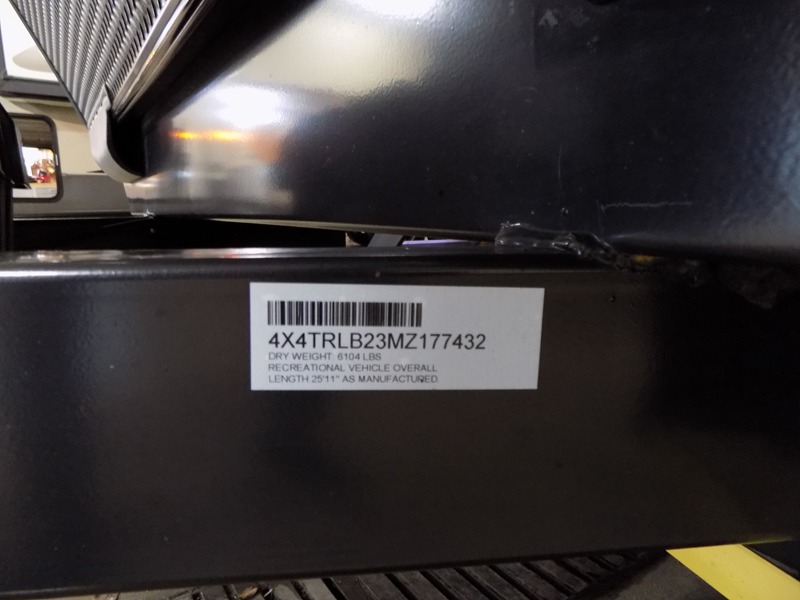 4X4TRLB23MZ177432
DRY WEIGHT: 6104 LBS
RECREATIONAL VEHICLE OVERALL
LENGTH 25'11" AS MANUFACTURED